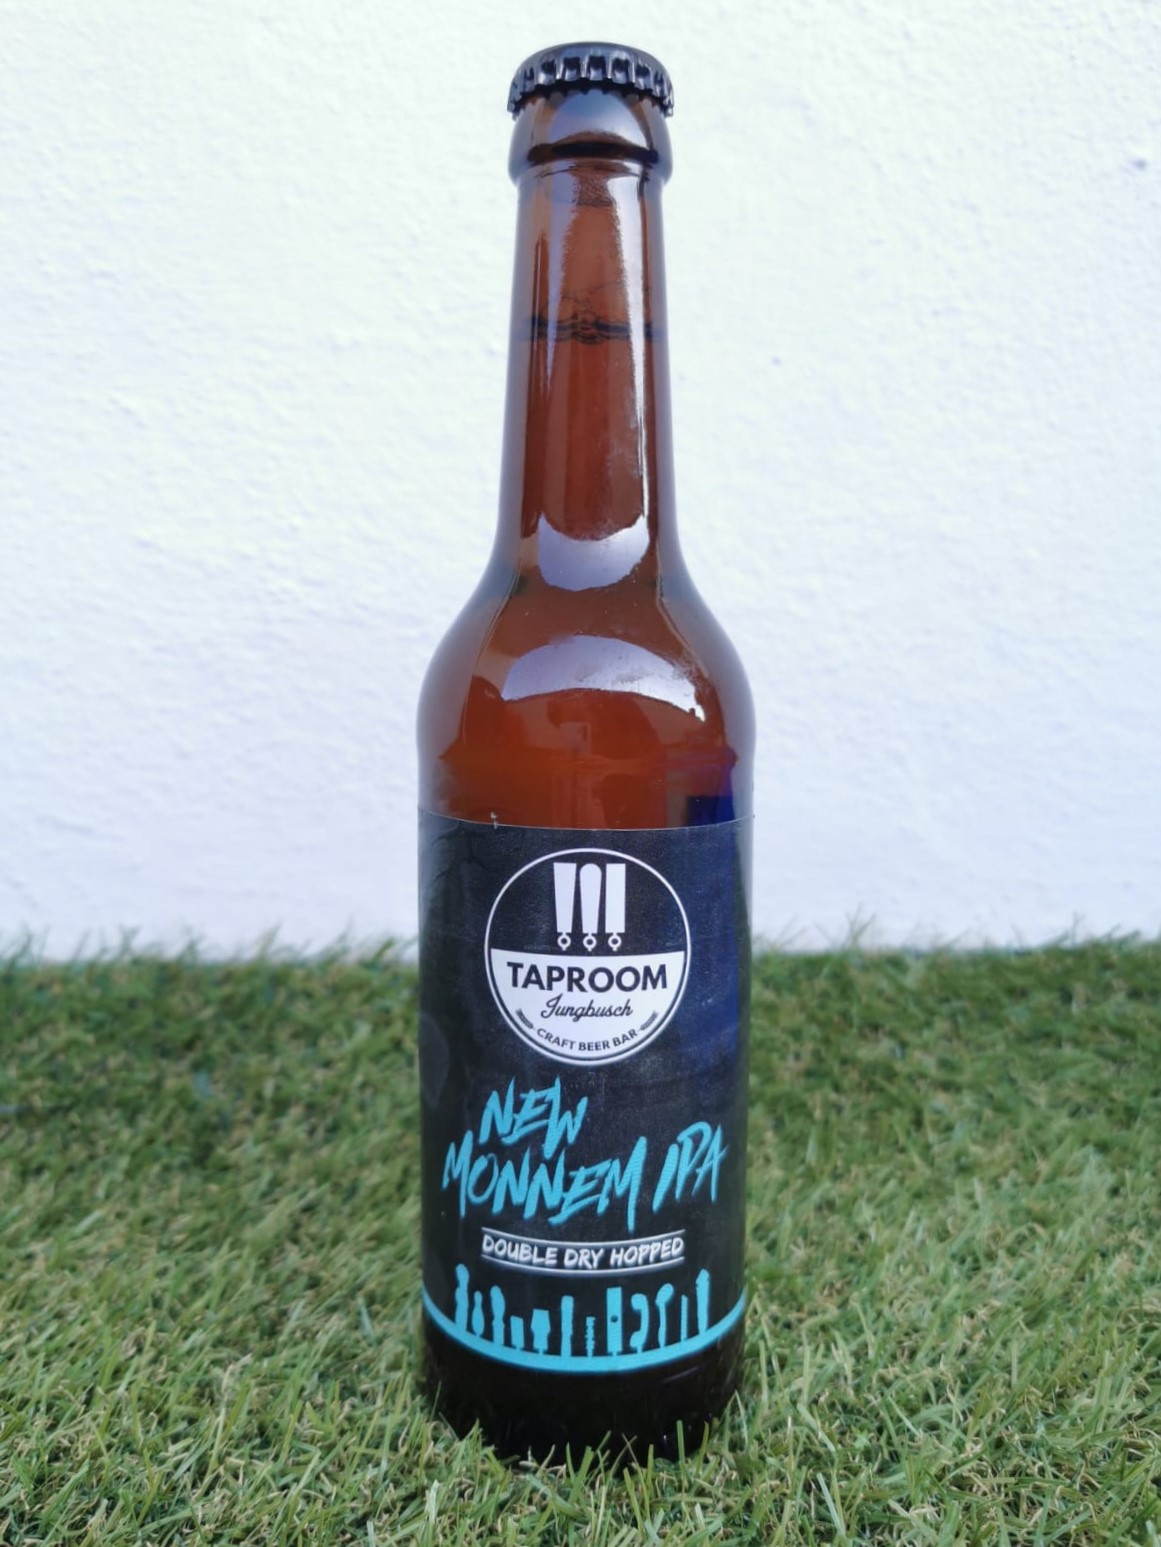 TAPROOM
Jungbusch
CRAFT BEER BAR
NEW
MONNEM IPA
DOUBLE DRY HOPPED